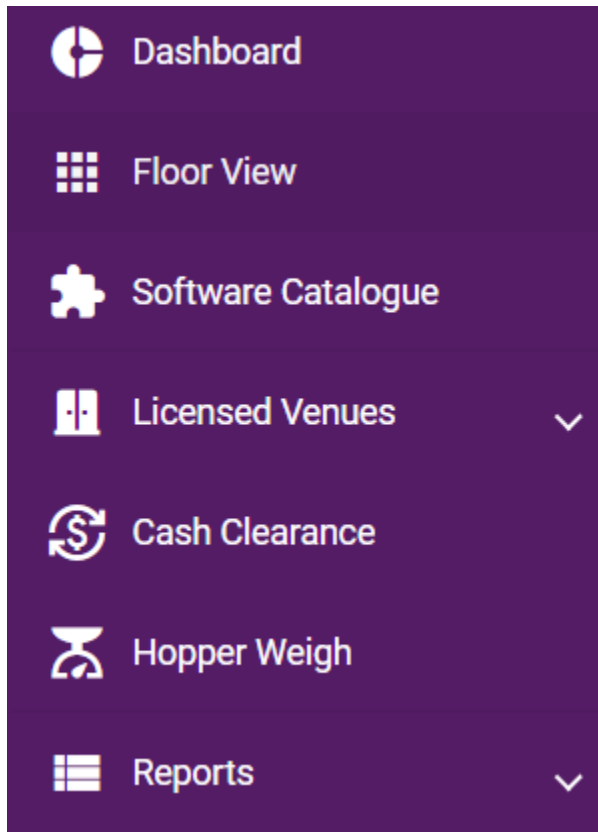 Dashboard
Floor View
Software Catalogue
Licensed Venues
Cash Clearance
Hopper Weigh
Reports